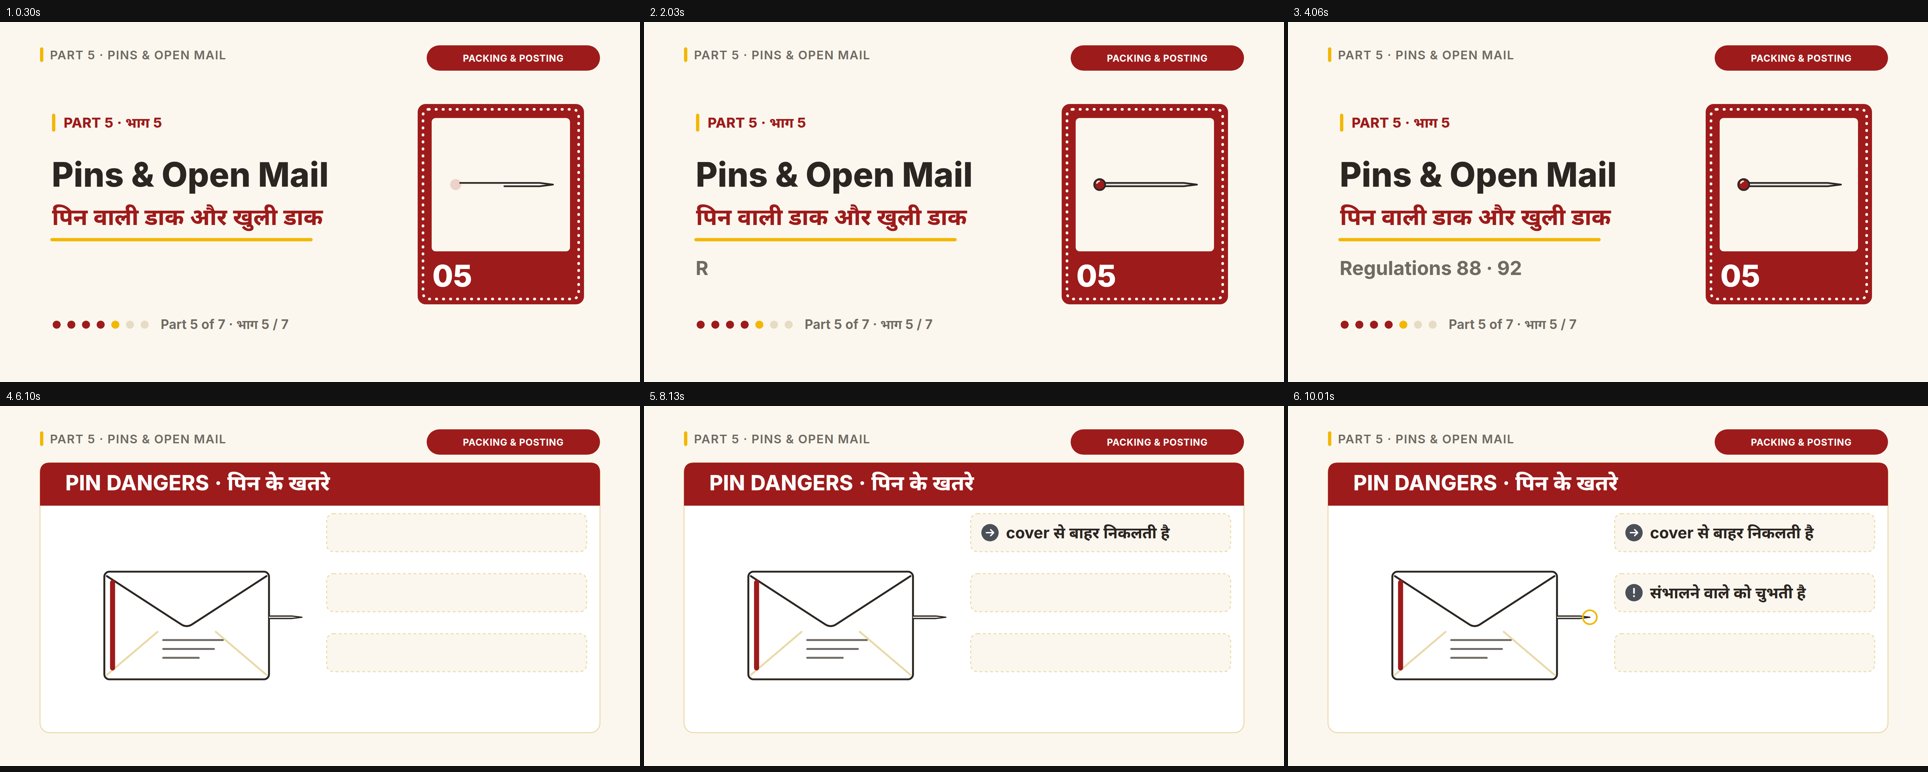 1. 0.30s
PART 5 · PINS & OPEN MAIL
PACKING & POSTING
PART 5 · भाग 5
Pins & Open Mail
पिन वाली डाक और खुली डाक
05
Part 5 of 7 · भाग 5 / 7
2. 2.03s
PART 5 · PINS & OPEN MAIL
PACKING & POSTING
PART 5 · भाग 5
Pins & Open Mail
पिन वाली डाक और खुली डाक
R
05
Part 5 of 7 · भाग 5 / 7
3. 4.06s
PART 5 · PINS & OPEN MAIL
PACKING & POSTING
PART 5 · भाग 5
Pins & Open Mail
पिन वाली डाक और खुली डाक
Regulations 88 · 92
05
Part 5 of 7 · भाग 5 / 7
4. 6.10s
PART 5 · PINS & OPEN MAIL
PACKING & POSTING
PIN DANGERS · पिन के खतरे
5. 8.13s
PART 5 · PINS & OPEN MAIL
PACKING & POSTING
PIN DANGERS · पिन के खतरे
cover से बाहर निकलती है
6. 10.01s
PART 5 · PINS & OPEN MAIL
PACKING & POSTING
PIN DANGERS · पिन के खतरे
cover से बाहर निकलती है
संभालने वाले को चुभती है